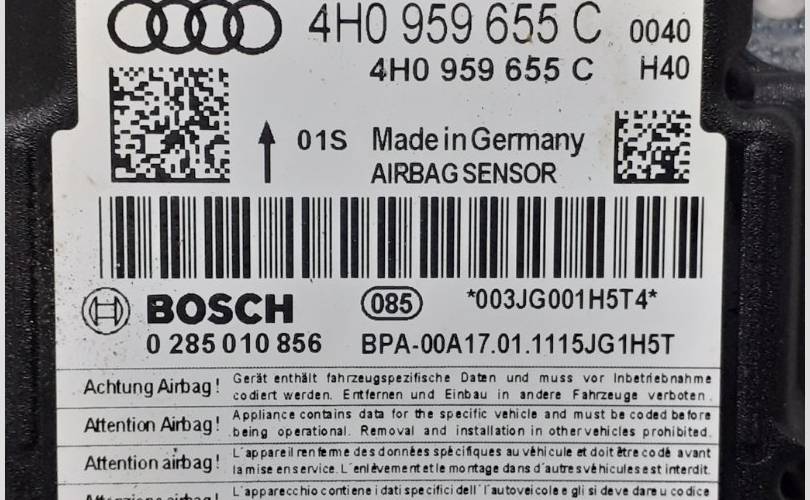 4H0 959 655 C 0040
4H0 959 655 C H40
01S Made in Germany
AIRBAG SENSOR
BOSCH 085 *003JG001H5T4*
0 285 010 856 BPA-00A17.01.1115JG1H5T
Achtung Airbag! Gerät enthält fahrzeugspezifische Daten und muss vor Inbetriebnahme
codiert werden. Entfernen und Einbau in andere Fahrzeuge verboten.
Attention Airbag! Appliance contains data for the specific vehicle and must be coded before
being operational. Removal and installation in other vehicles prohibited.
Attention airbag! L'appareil renferme des données spécifiques au véhicule et doit être codé avant
la mise en service. L'enlèvement et le montage dans d'autres véhicules est interdit.
Attenzione airbag! L'apparecchio contiene i dati specifici dell'l'autoveicolo e gli si deve dare u codice